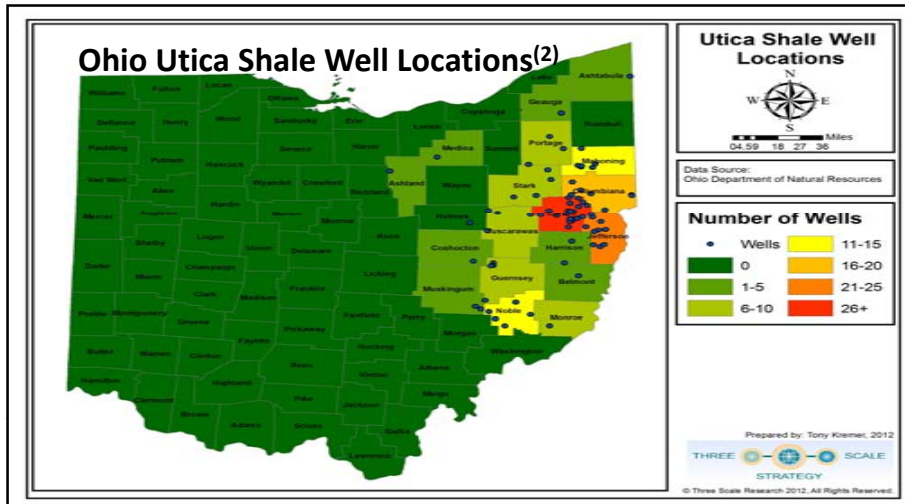 Ohio Utica Shale Well Locations(2)
Utica Shale Well
Locations
N
W E
S
Miles
04.59 18 27 36
Data Source:
Ohio Department of Natural Resources
Number of Wells
Wells
0
1-5
6-10
11-15
16-20
21-25
26+
Prepared by: Tony Kremer, 2012
THREE SCALE
STRATEGY
© Three Scale Research 2012, All Rights Reserved.
Williams Fulton Lucas Ottawa Lake Ashtabula
Geauga
Defiance Henry Wood Sandusky Erie Lorain Cuyahoga Trumbull
Paulding Putnam Hancock Seneca Huron Medina Summit Portage Mahoning
Van Wert Allen Wyandot Crawford Richland Ashland Wayne Stark
Mercer Hardin Holmes Tuscarawas Jefferson
Shelby Logan Union Delaware Knox Coshocton Harrison
Darke Miami Champaign Licking Guernsey Belmont
Clark Madison Franklin Muskingum
Preble Montgomery Greene Pickaway Fairfield Perry Noble Monroe
Fayette Morgan Washington
Butler Warren Clinton Ross Hocking Athens
Hamilton Clermont Highland Vinton Meigs
Brown Adams Pike Scioto Jackson Gallia
Lawrence